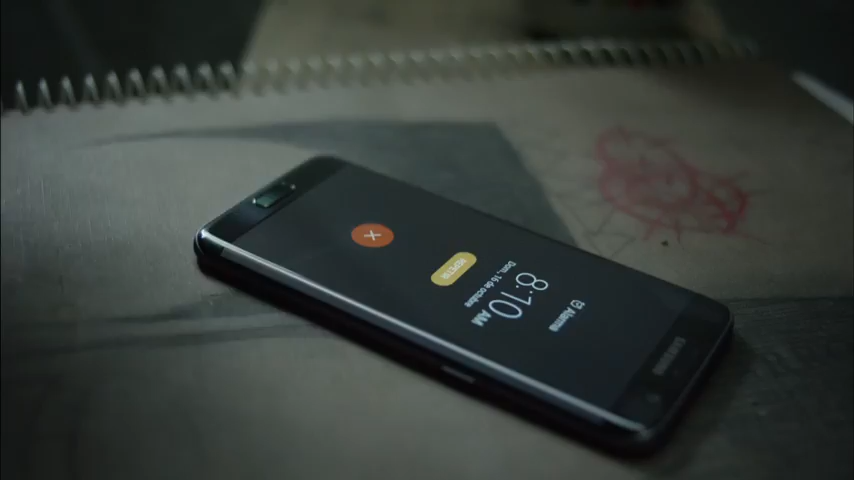 SAMSUNG
Alarma
8:10 AM
Dom, 16 de octubre
REPETIR